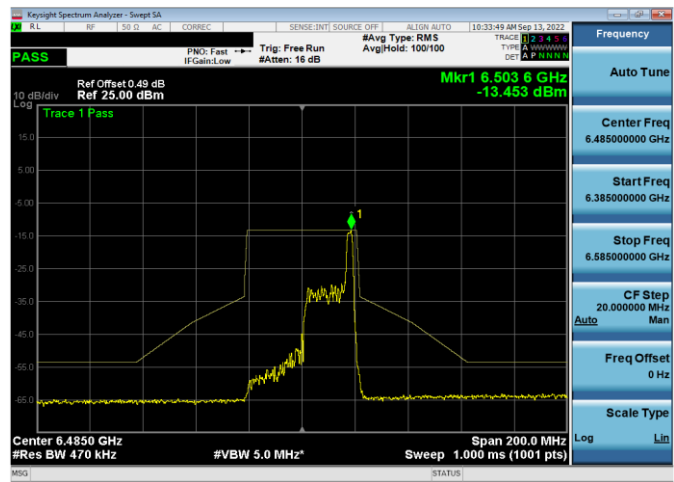 Keysight Spectrum Analyzer - Swept SA
RL RF 50 Ω AC CORREC SENSE:INT SOURCE OFF ALIGN AUTO 10:33:49 AM Sep 13, 2022
PASS
PNO: Fast
IFGain:Low
Trig: Free Run
#Atten: 16 dB
#Avg Type: RMS
Avg|Hold: 100/100
TRACE 1 2 3 4 5 6
TYPE A WWWWW
DET A P N N N N
Ref Offset 0.49 dB
10 dB/div Ref 25.00 dBm
Log
Mkr1 6.503 6 GHz
-13.453 dBm
Trace 1 Pass
15.0
5.00
-5.00
-15.0
-25.0
-35.0
-45.0
-55.0
-65.0
1
Center 6.4850 GHz
Span 200.0 MHz
#Res BW 470 kHz
#VBW 5.0 MHz*
Sweep 1.000 ms (1001 pts)
MSG
STATUS
Frequency
Auto Tune
Center Freq
6.485000000 GHz
Start Freq
6.385000000 GHz
Stop Freq
6.585000000 GHz
CF Step
20.000000 MHz
Auto Man
Freq Offset
0 Hz
Scale Type
Log Lin